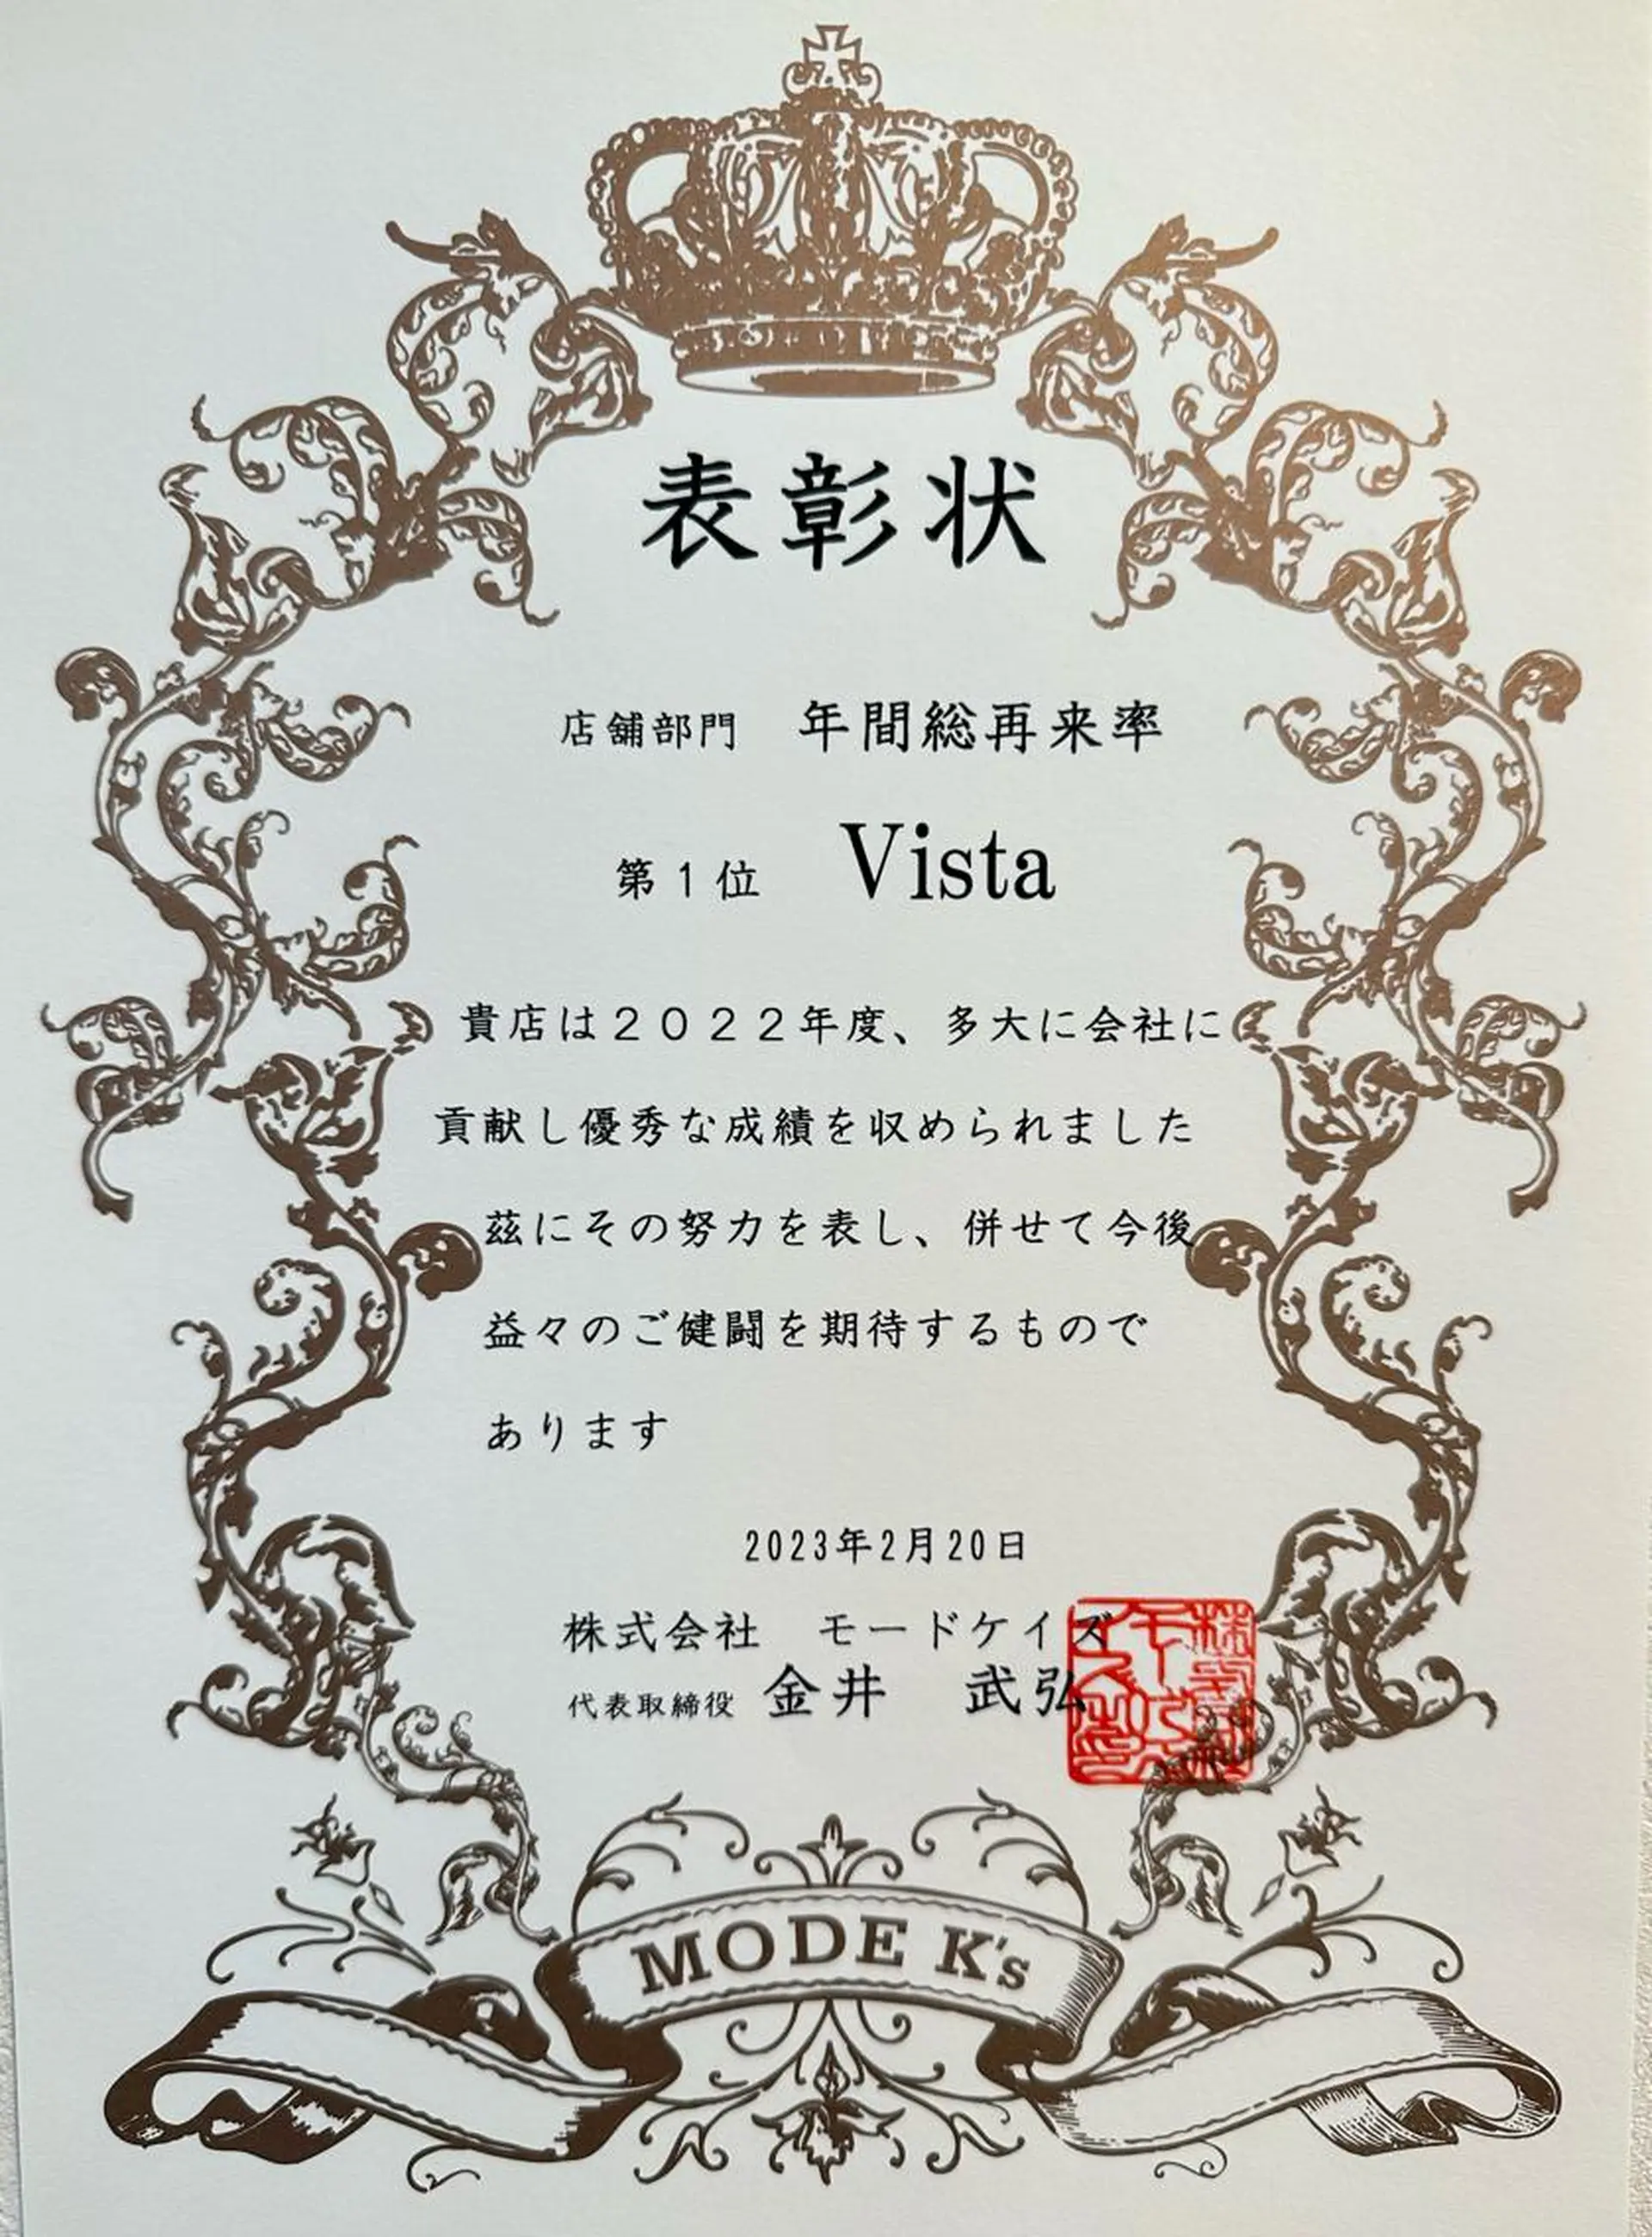 表彰状
店舗部門　年間総再来率
第1位　Vista
貴店は２０２２年度、多大に会社に
貢献し優秀な成績を収められました
茲にその努力を表し、併せて今後
益々のご健闘を期待するもので
あります
2023年2月20日
株式会社　モードケイズ
代表取締役　金井　武弘
MODE K's